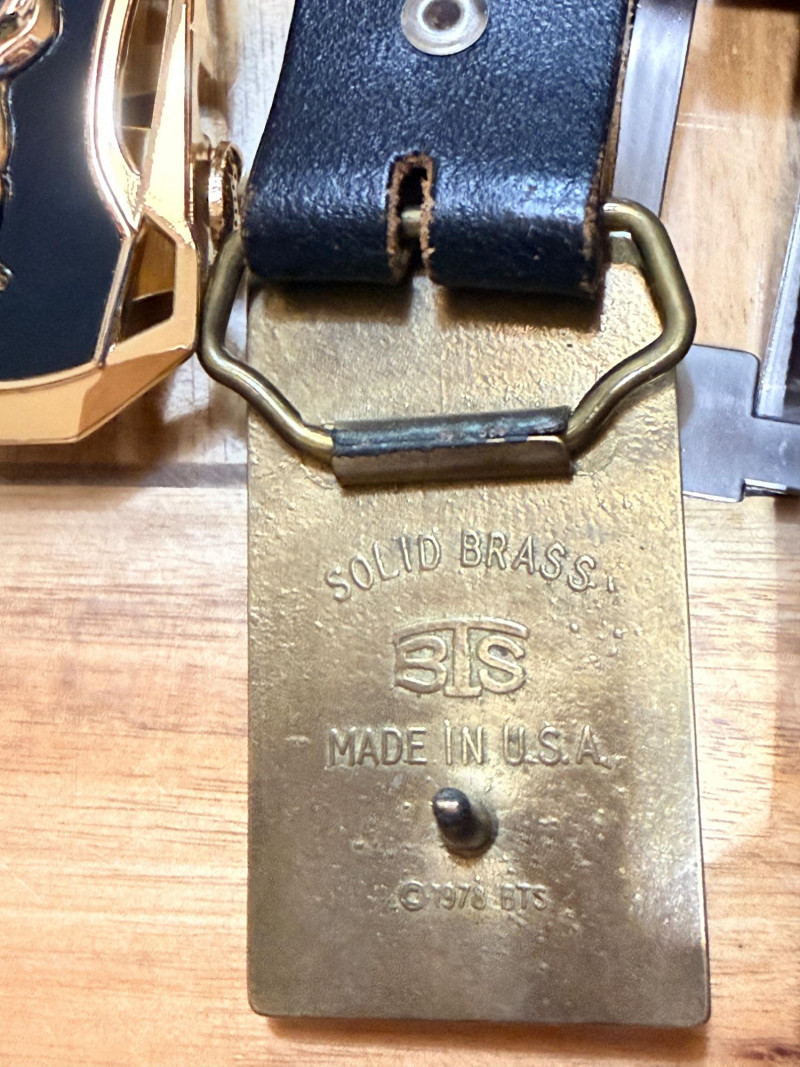 SOLID BRASS
BTS
MADE IN U.S.A.
© 1978 BTS